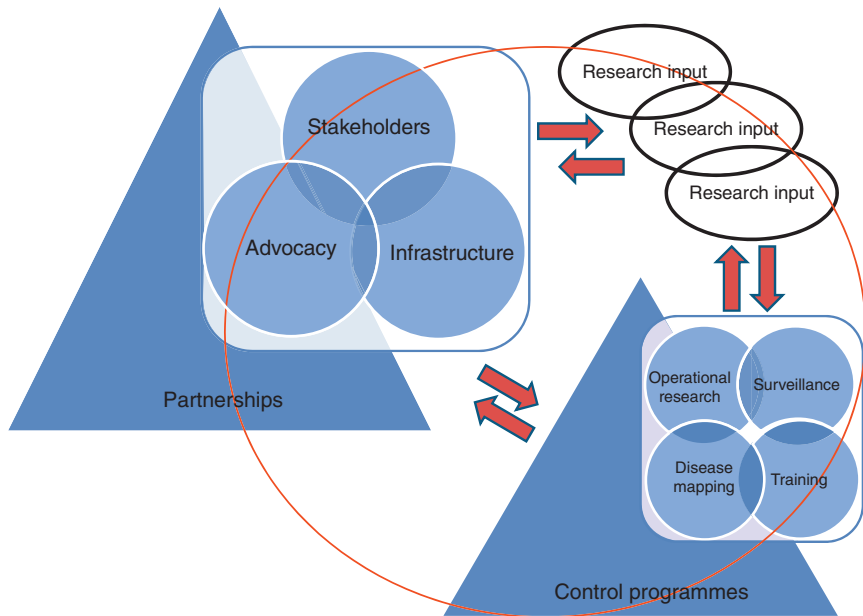 Stakeholders
Advocacy
Infrastructure
Partnerships
Research input
Research input
Research input
Operational
research
Surveillance
Disease
mapping
Training
Control programmes